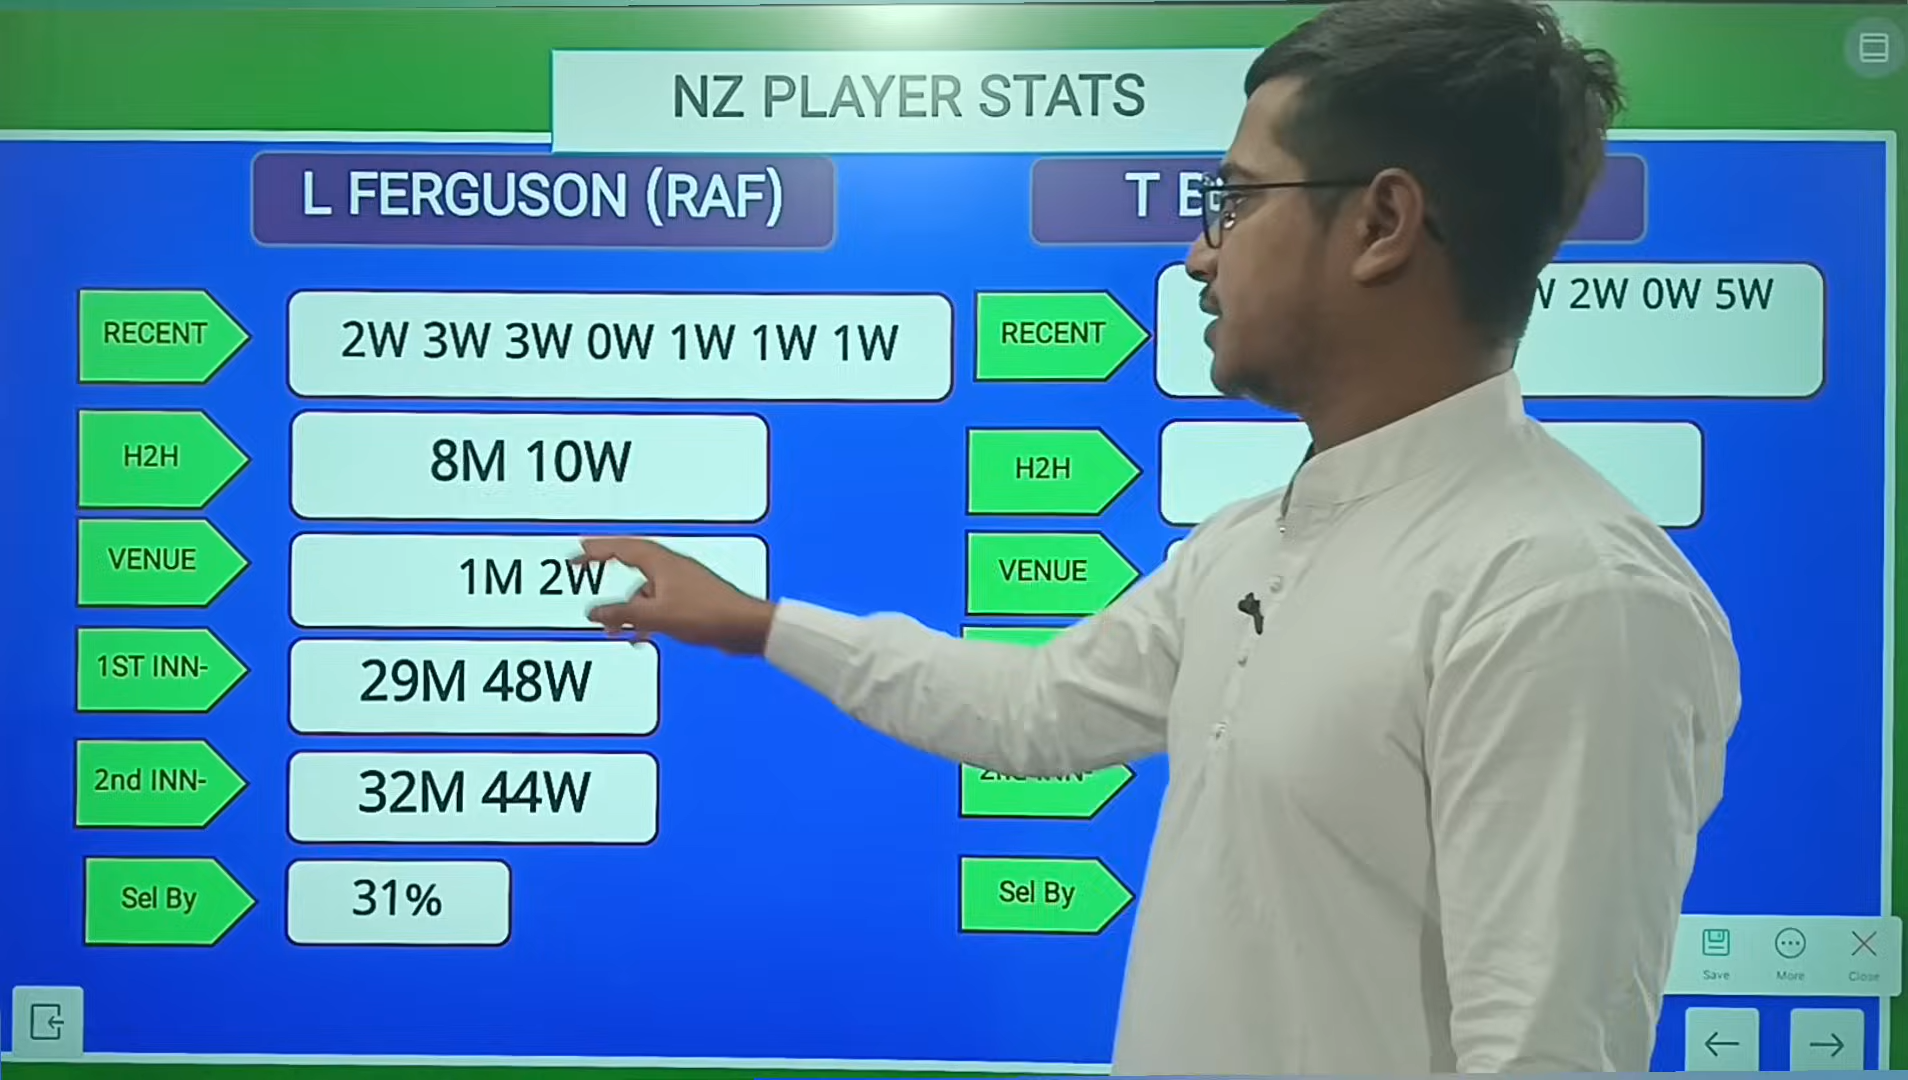 NZ PLAYER STATS
L FERGUSON (RAF)
RECENT
2W 3W 3W 0W 1W 1W 1W
H2H
8M 10W
VENUE
1M 2W
1ST INN-
29M 48W
2nd INN-
32M 44W
Sel By
31%
T
RECENT
2W 0W 5W
H2H
VENUE
2nd INN-
Sel By
Save
More
Close